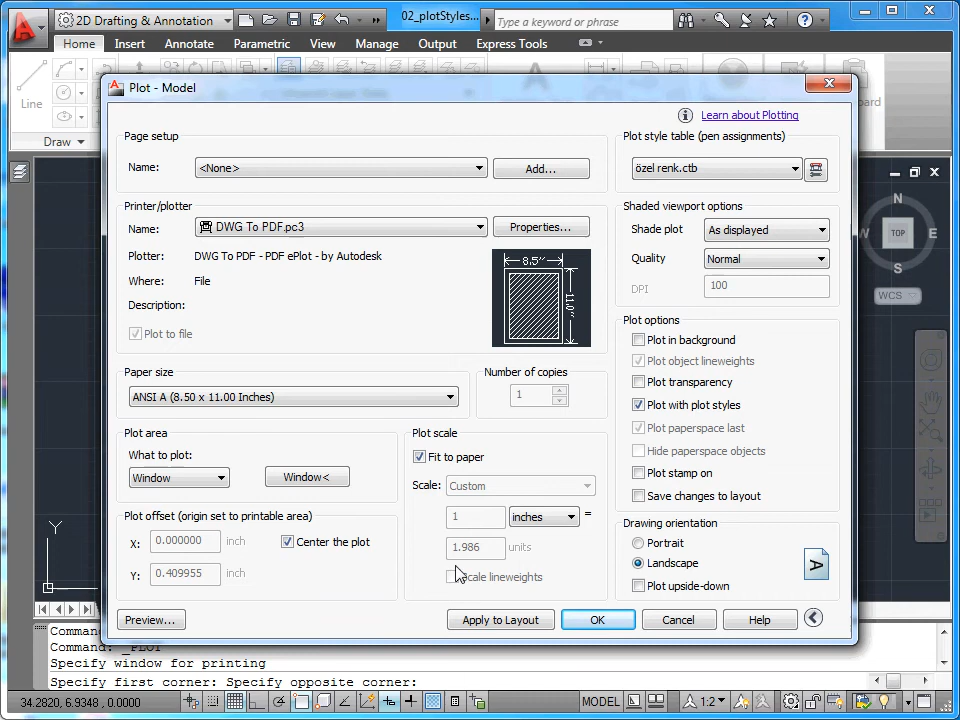 2D Drafting & Annotation
02_plotStyles...
Type a keyword or phrase
Home Insert Annotate Parametric View Manage Output Express Tools
Line
Draw
Plot - Model
Learn about Plotting
Page setup
Name: <None> Add...
Plot style table (pen assignments)
özel renk.ctb
Printer/plotter
Name: DWG To PDF.pc3 Properties...
Plotter: DWG To PDF - PDF ePlot - by Autodesk
Where: File
Description:
Plot to file
8.5''
11.0''
Shaded viewport options
Shade plot As displayed
Quality Normal
DPI 100
N
W TOP E
S
WCS
Paper size
ANSI A (8.50 x 11.00 Inches)
Number of copies
1
Plot options
Plot in background
Plot object lineweights
Plot transparency
Plot with plot styles
Plot paperspace last
Hide paperspace objects
Plot stamp on
Save changes to layout
Plot area
What to plot:
Window Window<
Plot scale
Fit to paper
Scale: Custom
1 inches =
1.986 units
Scale lineweights
Plot offset (origin set to printable area)
X: 0.000000 inch Center the plot
Y: 0.409955 inch
Drawing orientation
Portrait
Landscape
Plot upside-down
A
Y
Preview... Apply to Layout OK Cancel Help
Command:
Command: _PLOT
Specify window for printing
Specify first corner: Specify opposite corner:
34.2820, 6.9348, 0.0000 MODEL 1:2